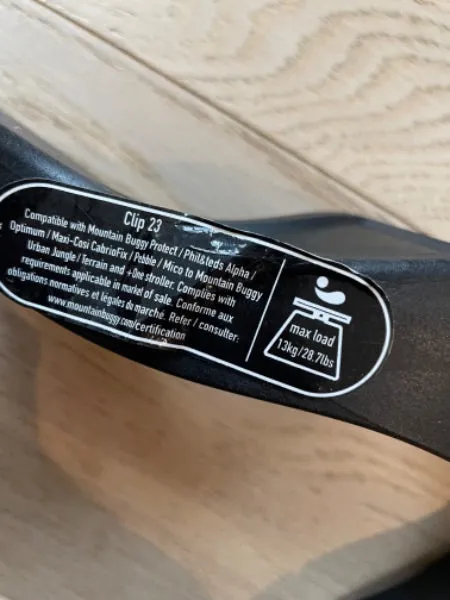 Clip 23
Compatible with Mountain Buggy Protect / Phil&teds Alpha /
Optimum / Maxi-Cosi CabrioFix / Pebble / Mico to Mountain Buggy
Urban Jungle / Terrain and +One stroller. Complies with
requirements applicable in market of sale. Conforme aux
obligations normatives et légales du marché. Refer / consulter.
www.mountainbuggy.com/certification
max load
13kg/28.7lbs